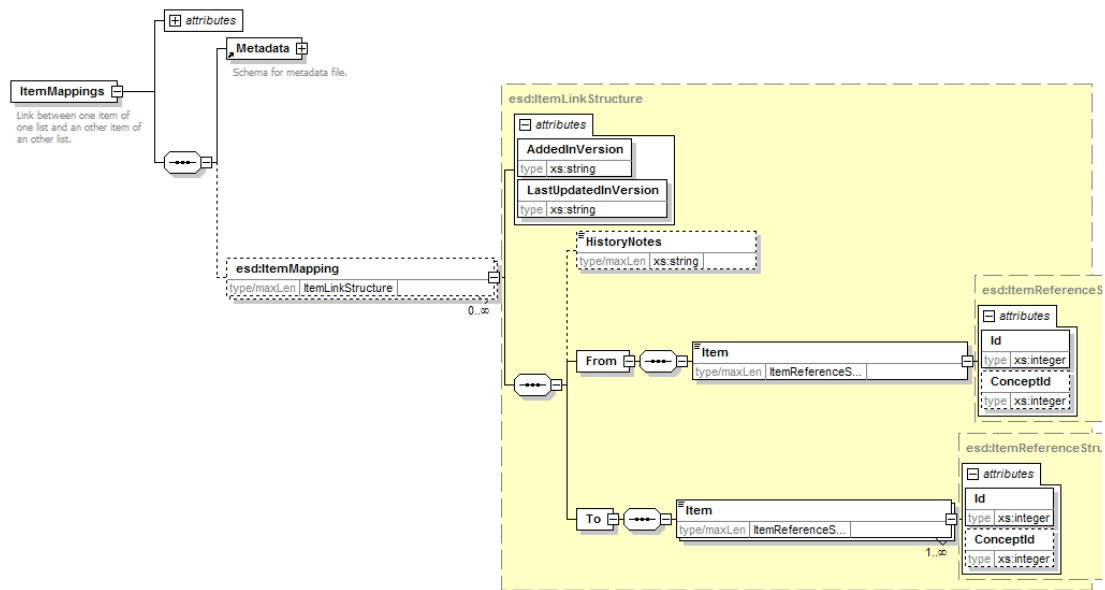 attributes
Metadata
Schema for metadata file.
ItemMappings
Link between one item of
one list and an other item of
an other list.
esd:ItemLinkStructure
attributes
AddedInVersion
type xs:string
LastUpdatedInVersion
type xs:string
HistoryNotes
type/maxLen xs:string
esd:ItemMapping
type/maxLen ItemLinkStructure
0..∞
esd:ItemReferenceS
attributes
Id
type xs:integer
ConceptId
type xs:integer
From
Item
type/maxLen ItemReferenceS...
esd:ItemReferenceStru
attributes
Id
type xs:integer
ConceptId
type xs:integer
To
Item
type/maxLen ItemReferenceS...
1..∞